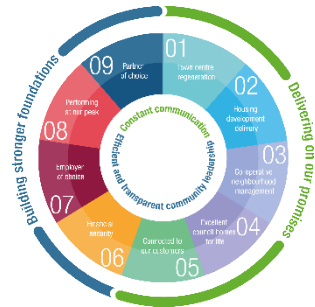 Building stronger foundations
Delivering on our promises
Constant communication
Efficient and transparent community leadership
01
Town centre
regeneration
02
Housing
development
delivery
03
Co-operative
neighbourhood
management
04
Excellent
council homes
for life
05
Connected to
our customers
06
Financial
security
07
Employer
of choice
08
Performing
at our peak
09
Partner
of choice